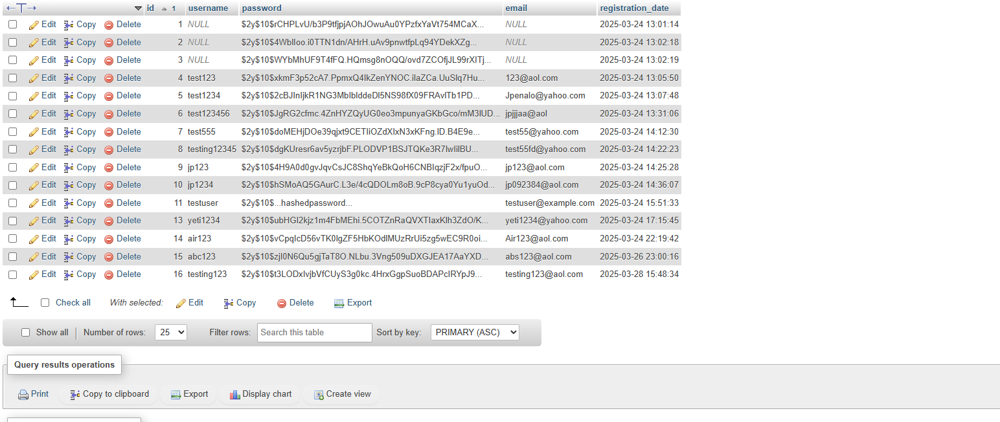 id 1 username password email registration_date
Edit Copy Delete 1 NULL $2y$10$rCHPLvU/b3P9tfjpjAOhJOwuAu0YPzfxYaVt754MCaX... NULL 2025-03-24 13:01:14
Edit Copy Delete 2 NULL $2y$10$4WbIloo.i0TTN1dn/AHrH.uAv9pnwtfpLq94YDekXZg... NULL 2025-03-24 13:02:18
Edit Copy Delete 3 NULL $2y$10$WYbMhUF9T4fFQ.HQmsg8nOQQ/ovd7ZCOfjJL99rXITj... NULL 2025-03-24 13:02:19
Edit Copy Delete 4 test123 $2y$10$xkmF3p52cA7.PpmxQ4IkZenYNOC.ilaZCa.UuSlq7Hu... 123@aol.com 2025-03-24 13:05:50
Edit Copy Delete 5 test1234 $2y$10$2cBJInIjkR1NG3MbIblddeDI5NS98fX09FRAvITb1PD... Jpenalo@yahoo.com 2025-03-24 13:07:48
Edit Copy Delete 6 test123456 $2y$10$JgRG2cfmc.4ZnHYZQyUG0eo3mpunyaGKbGco/mM3IUD... jpjjjaa@aol 2025-03-24 13:31:06
Edit Copy Delete 7 test555 $2y$10$doMEHjDOe39qjxt9CETIiOZdXIxN3xKFng.ID.B4E9e... test55@yahoo.com 2025-03-24 14:12:30
Edit Copy Delete 8 testing12345 $2y$10$dgKUresr6av5yzrjbF.PLODVP1BSJTQKe3R7IwIilBU... test55fd@yahoo.com 2025-03-24 14:22:23
Edit Copy Delete 9 jp123 $2y$10$4H9A0d0gvJqvCsJC8ShqYeBkQoH6CNBIqzjF2x/fpuO... jp123@aol.com 2025-03-24 14:25:28
Edit Copy Delete 10 jp1234 $2y$10$hSMoAQ5GAurC.L3e/4cQDOLm8oB.9cP8cya0Yu1yuOd... jp092384@aol.com 2025-03-24 14:36:07
Edit Copy Delete 11 testuser $2y$10$...hashedpassword... testuser@example.com 2025-03-24 15:51:33
Edit Copy Delete 13 yeti1234 $2y$10$ubHGI2kjz1m4FbMEhi.5COTZnRaQVXTIaxKlh3ZdO/K... yeti1234@yahoo.com 2025-03-24 17:15:45
Edit Copy Delete 14 air123 $2y$10$vCpqIcD56vTK0IgZF5HbKOdlMUzRrUi5zg5wEC9R0oi... Air123@aol.com 2025-03-24 22:19:42
Edit Copy Delete 15 abc123 $2y$10$zjI0N6Qu5gjTaT8O.NLbu.3Vng509uDXGJEA17AaYXD... abs123@aol.com 2025-03-26 23:00:16
Edit Copy Delete 16 testing123 $2y$10$t3LODxIvjbVfCUyS3g0kc.4HrxGgpSuoBDAPcIRYpJ9... testing123@aol.com 2025-03-28 15:48:34
Check all With selected: Edit Copy Delete Export
Show all Number of rows: 25 Filter rows: Search this table Sort by key: PRIMARY (ASC)
Query results operations
Print Copy to clipboard Export Display chart Create view